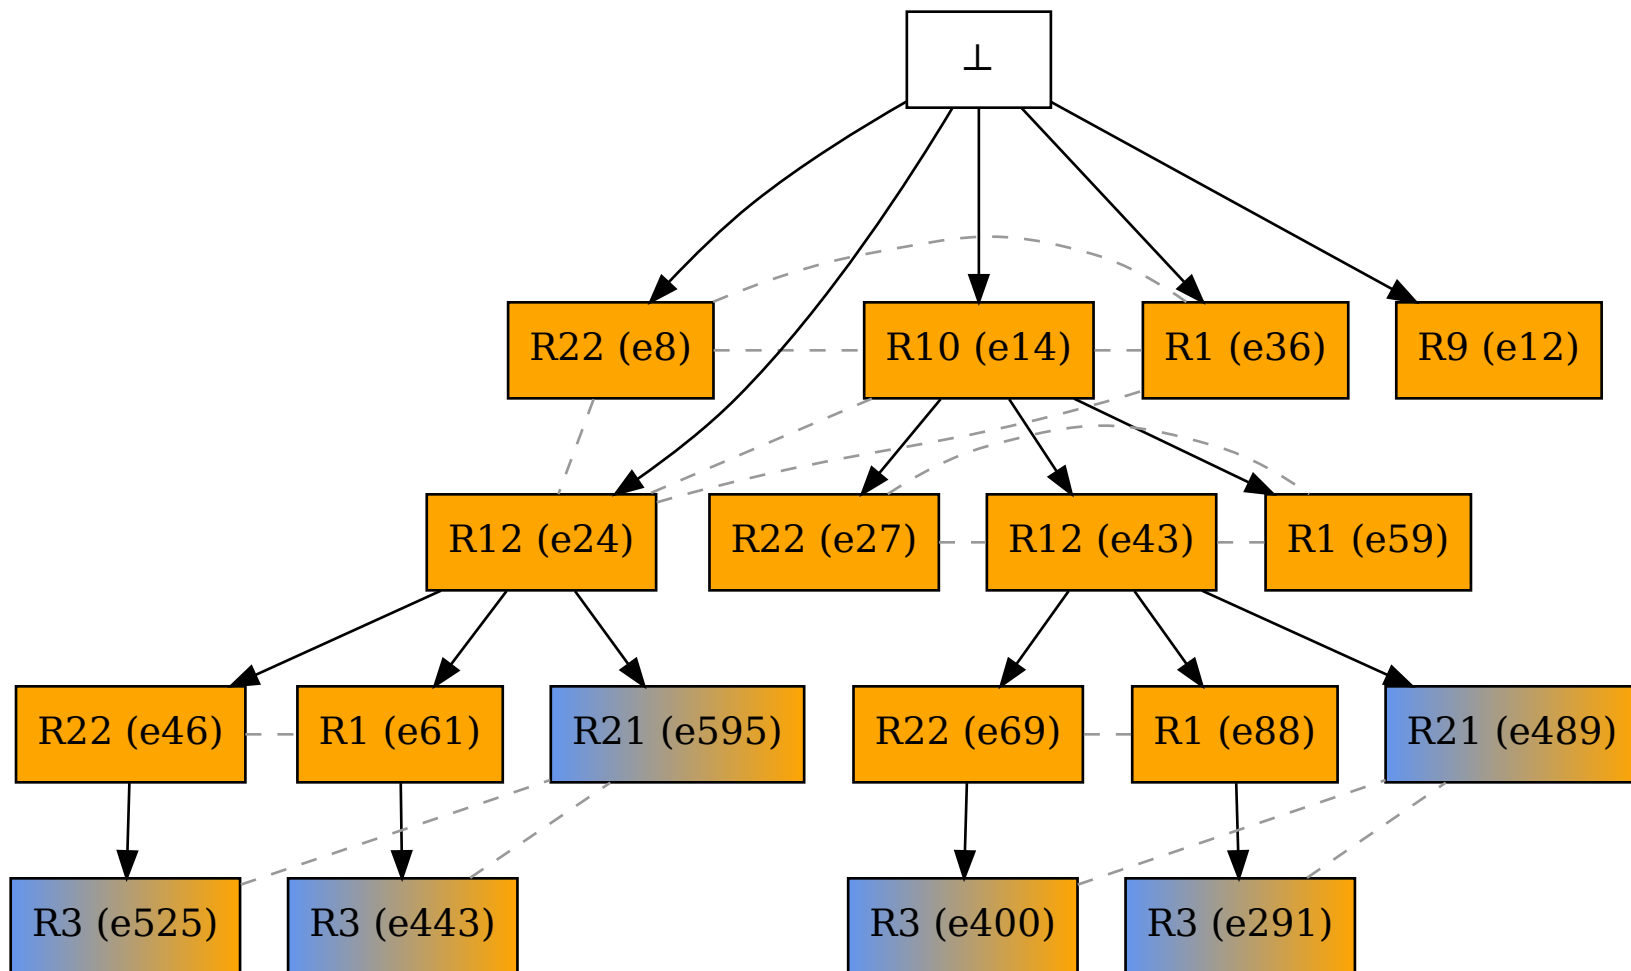 ⊥
R22 (e8)
R10 (e14)
R1 (e36)
R9 (e12)
R12 (e24)
R22 (e27)
R12 (e43)
R1 (e59)
R22 (e46)
R1 (e61)
R21 (e595)
R22 (e69)
R1 (e88)
R21 (e489)
R3 (e525)
R3 (e443)
R3 (e400)
R3 (e291)